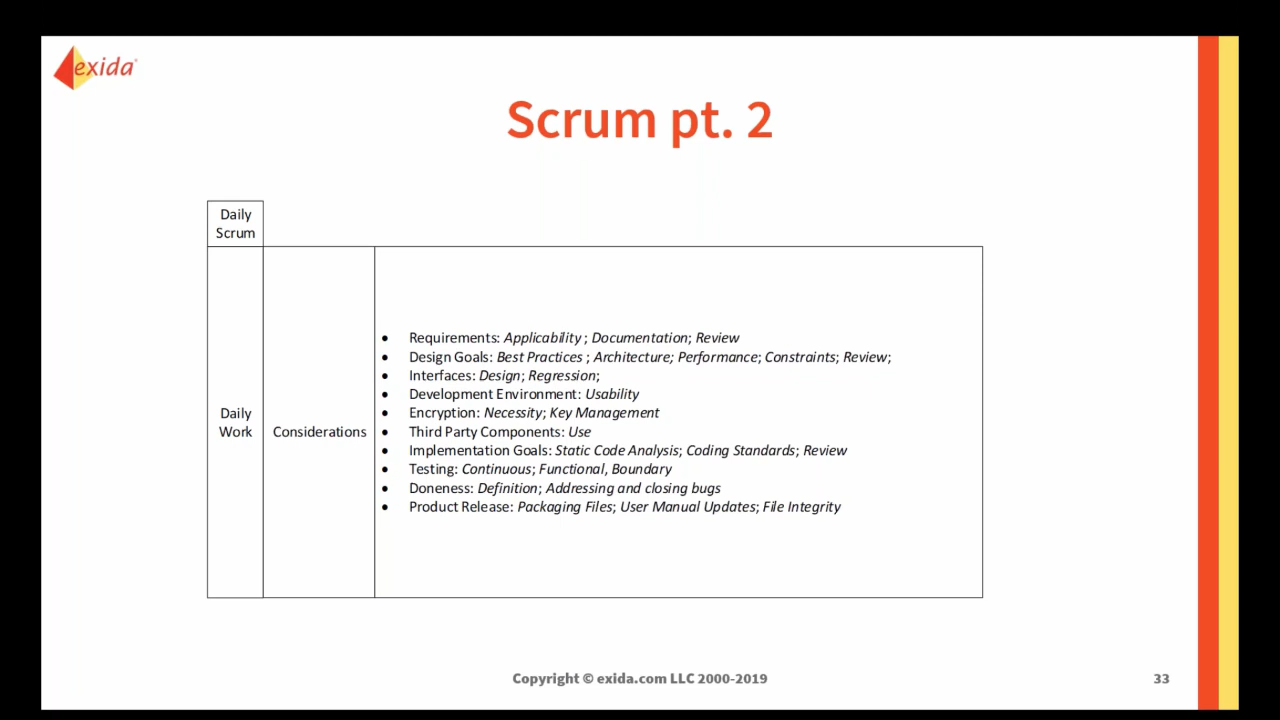 exida
Scrum pt. 2
Daily
Scrum
Daily
Work
Considerations
• Requirements: Applicability ; Documentation; Review
• Design Goals: Best Practices ; Architecture; Performance; Constraints; Review;
• Interfaces: Design; Regression;
• Development Environment: Usability
• Encryption: Necessity; Key Management
• Third Party Components: Use
• Implementation Goals: Static Code Analysis; Coding Standards; Review
• Testing: Continuous; Functional, Boundary
• Doneness: Definition; Addressing and closing bugs
• Product Release: Packaging Files; User Manual Updates; File Integrity
Copyright © exida.com LLC 2000-2019
33